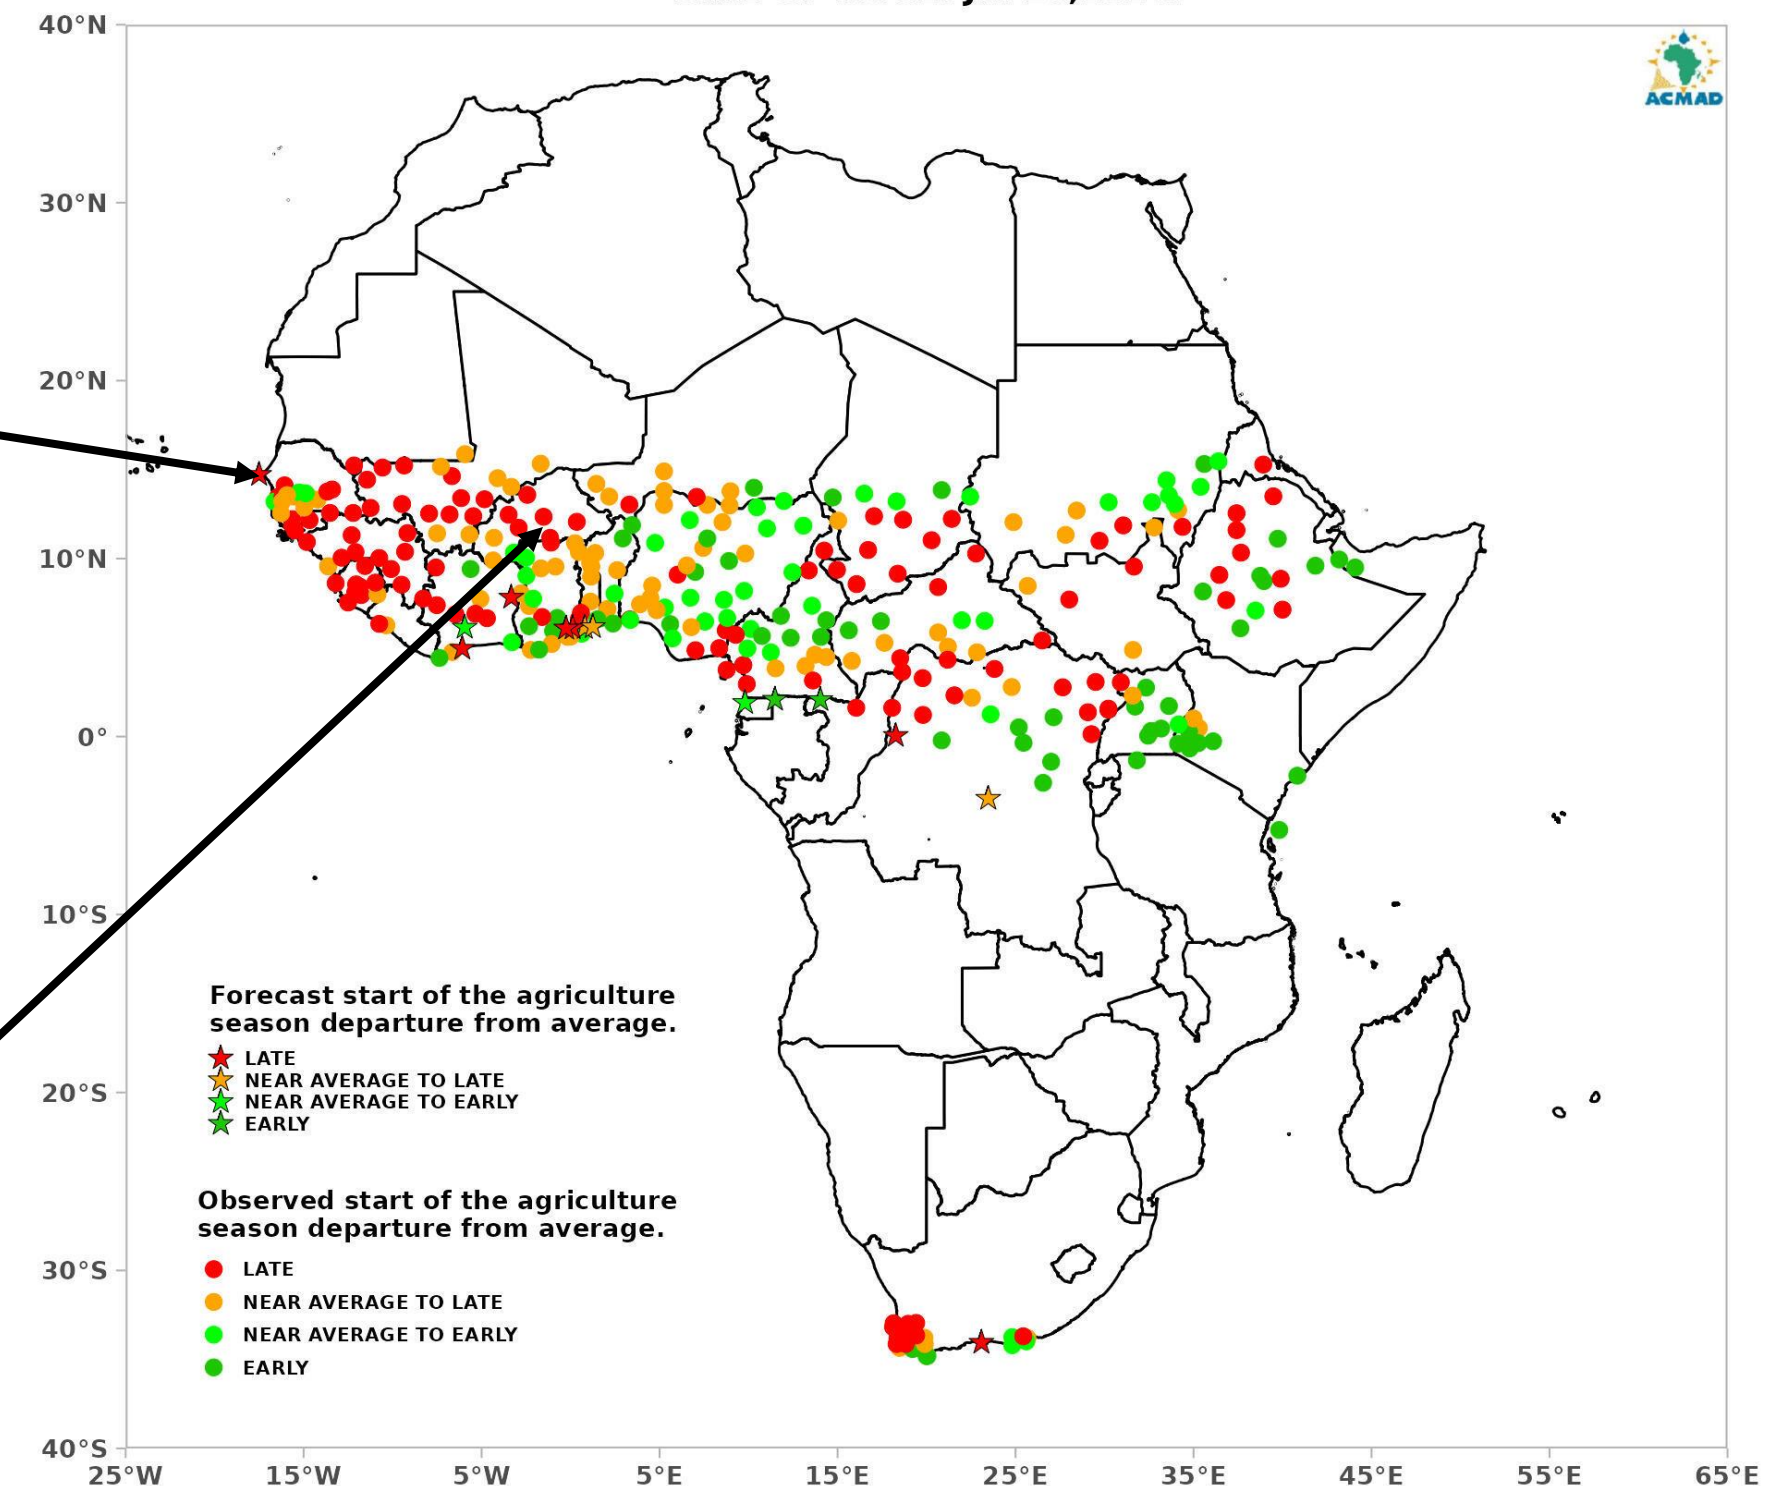 40°N
ACMAD
30°N
20°N
10°N
0°
10°S
Forecast start of the agriculture
season departure from average.
LATE
NEAR AVERAGE TO LATE
NEAR AVERAGE TO EARLY
EARLY
20°S
Observed start of the agriculture
season departure from average.
LATE
NEAR AVERAGE TO LATE
NEAR AVERAGE TO EARLY
EARLY
30°S
40°S
25°W 15°W 5°W 5°E 15°E 25°E 35°E 45°E 55°E 65°E